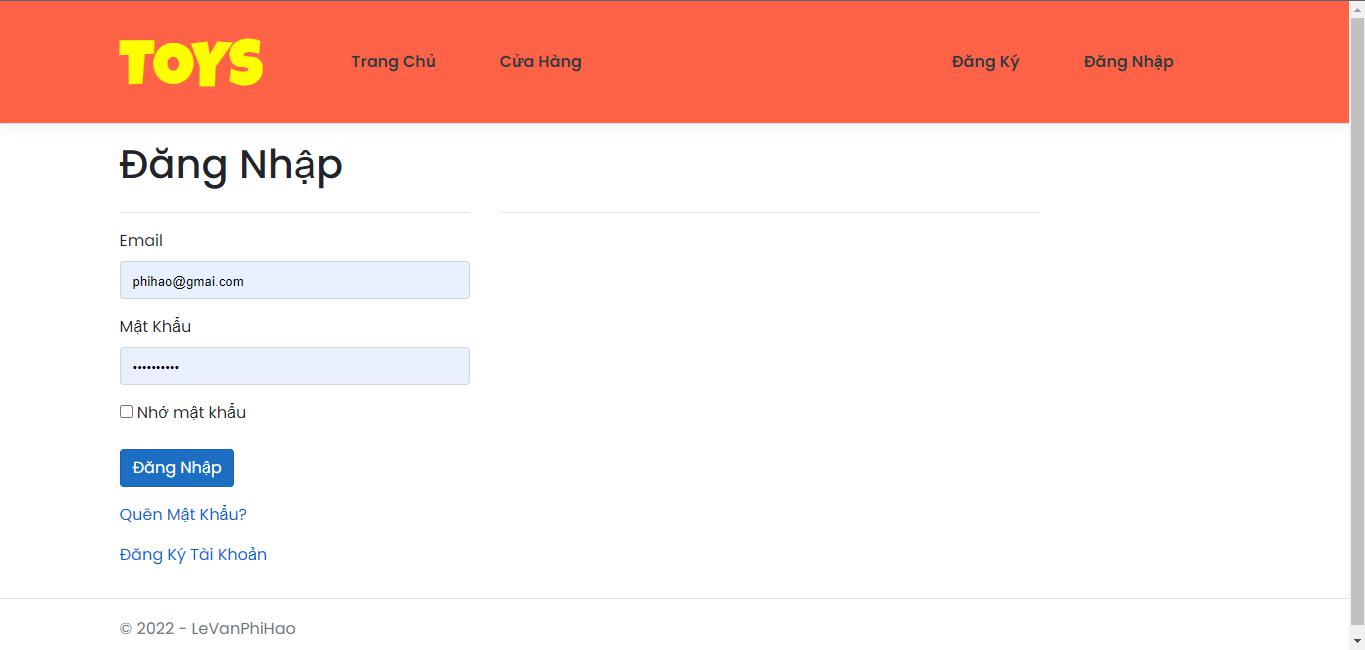 TOYS Trang Chủ Cửa Hàng Đăng Ký Đăng Nhập
Đăng Nhập
Email
phihao@gmai.com
Mật Khẩu
••••••••••
Nhớ mật khẩu
Đăng Nhập
Quên Mật Khẩu?
Đăng Ký Tài Khoản
© 2022 - LeVanPhiHao